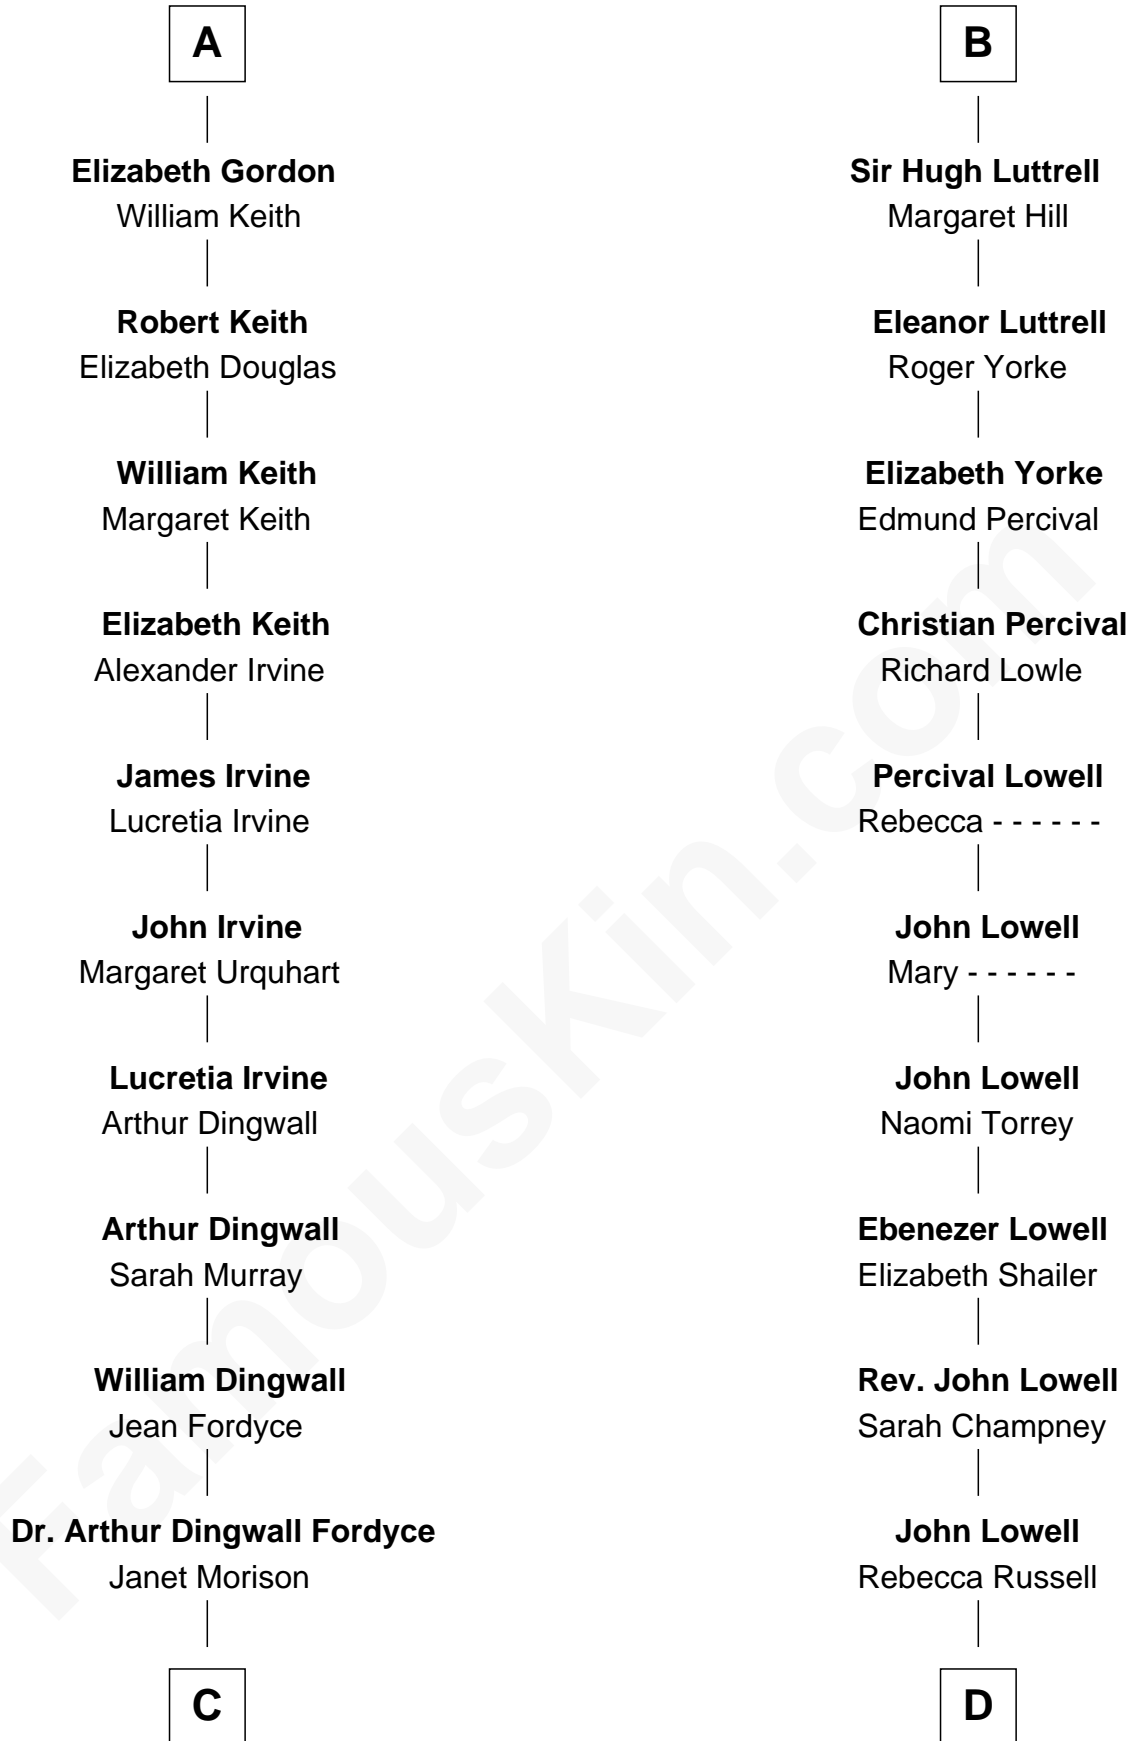 A
Elizabeth Gordon
William Keith
Robert Keith
Elizabeth Douglas
William Keith
Margaret Keith
Elizabeth Keith
Alexander Irvine
James Irvine
Lucretia Irvine
John Irvine
Margaret Urquhart
Lucretia Irvine
Arthur Dingwall
Arthur Dingwall
Sarah Murray
William Dingwall
Jean Fordyce
Dr. Arthur Dingwall Fordyce
Janet Morison
C
B
Sir Hugh Luttrell
Margaret Hill
Eleanor Luttrell
Roger Yorke
Elizabeth Yorke
Edmund Percival
Christian Percival
Richard Lowle
Percival Lowell
Rebecca - - - - - -
John Lowell
Mary - - - - - -
John Lowell
Naomi Torrey
Ebenezer Lowell
Elizabeth Shailer
Rev. John Lowell
Sarah Champney
John Lowell
Rebecca Russell
D
FamousKin.com